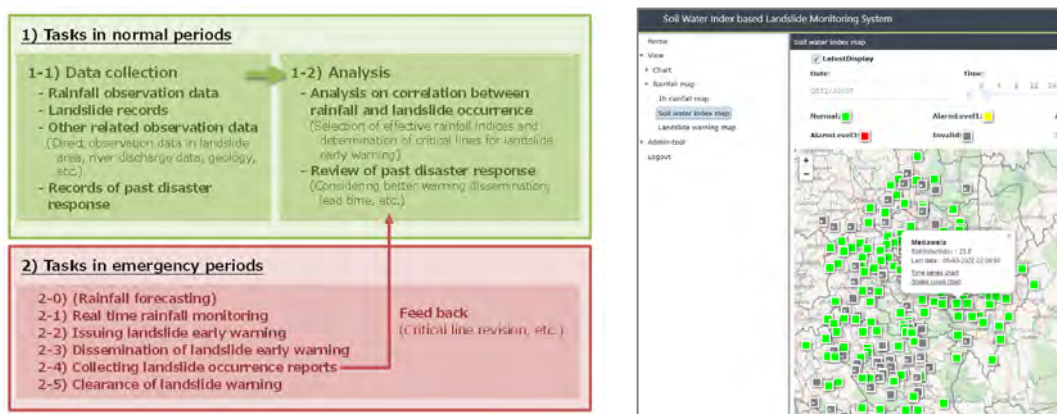 1) Tasks in normal periods
1-1) Data collection
- Rainfall observation data
- Landslide records
- Other related observation data
(Direct observation data in landslide
area, river discharge data, geology,
etc.)
- Records of past disaster
response
1-2) Analysis
- Analysis on correlation between
rainfall and landslide occurrence
(Selection of effective rainfall indices and
determination of critical lines for landslide
early warning)
- Review of past disaster response
(Considering better warning dissemination,
lead time, etc.)
2) Tasks in emergency periods
2-0) (Rainfall forecasting)
2-1) Real time rainfall monitoring
2-2) Issuing landslide early warning
2-3) Dissemination of landslide early warning
2-4) Collecting landslide occurrence reports
2-5) Clearance of landslide warning
Feed back
(Critical line revision, etc.)
Soil Water Index based Landslide Monitoring System
Home
View
Chart
Rainfall map
1h rainfall map
Soil water index map
Landslide warning map
Admin-tool
Logout
Soil water index map
LatestDisplay
Date:
Time:
Normal:
AlarmLevel1:
AlarmLevel3:
Invalid:
+
-
Medawela
Time series chart
Snake curve chart